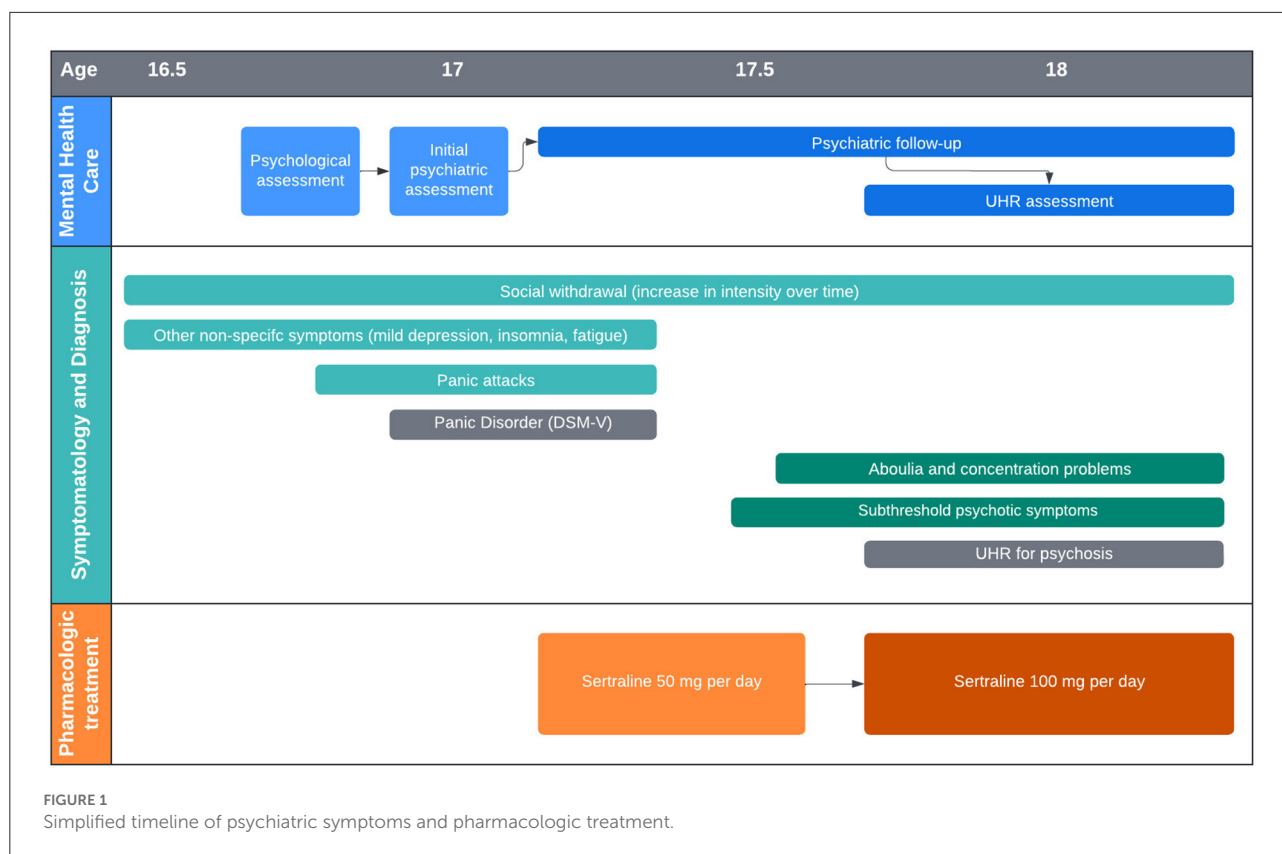 Age 16.5 17 17.5 18
Mental Health
Care
Psychological
assessment
Initial
psychiatric
assessment
Psychiatric follow-up
UHR assessment
Symptomatology and Diagnosis
Social withdrawal (increase in intensity over time)
Other non-specifc symptoms (mild depression, insomnia, fatigue)
Panic attacks
Panic Disorder (DSM-V)
Aboulia and concentration problems
Subthreshold psychotic symptoms
UHR for psychosis
Pharmacologic
treatment
Sertraline 50 mg per day
Sertraline 100 mg per day
FIGURE 1
Simplified timeline of psychiatric symptoms and pharmacologic treatment.